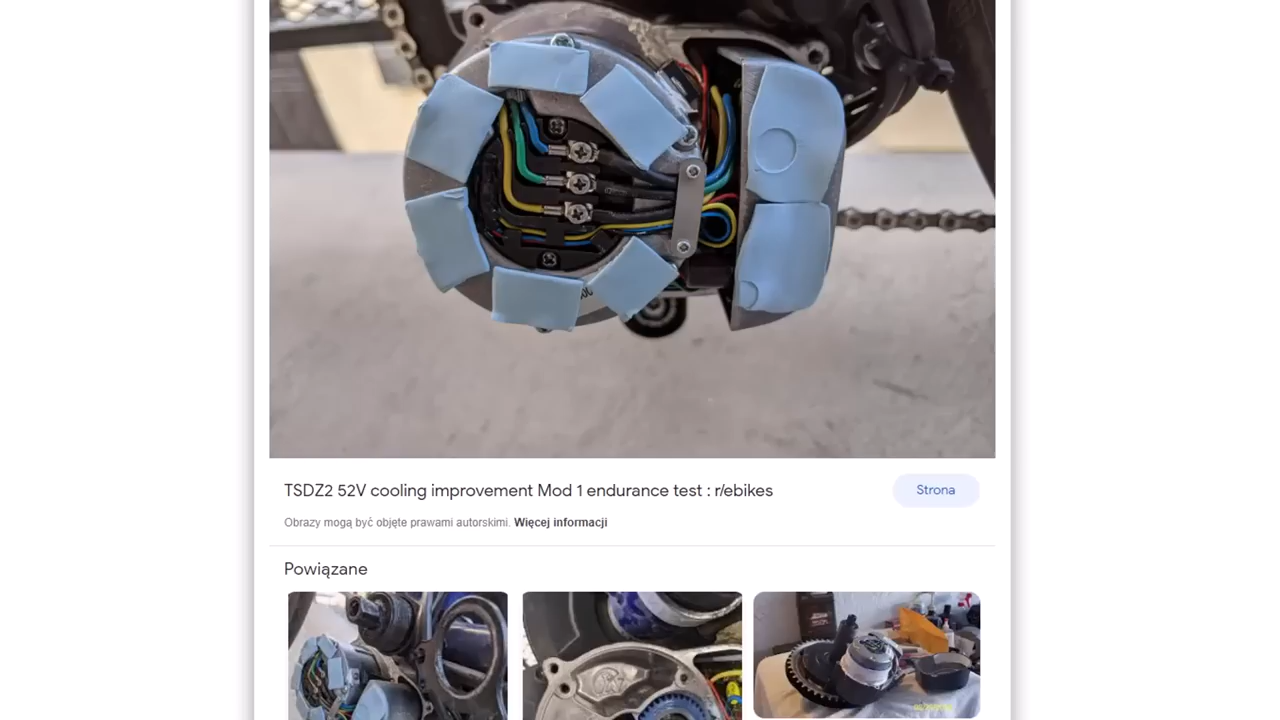 TSDZ2 52V cooling improvement Mod 1 endurance test : r/ebikes
Strona
Obrazy mogą być objęte prawami autorskimi. Więcej informacji
Powiązane